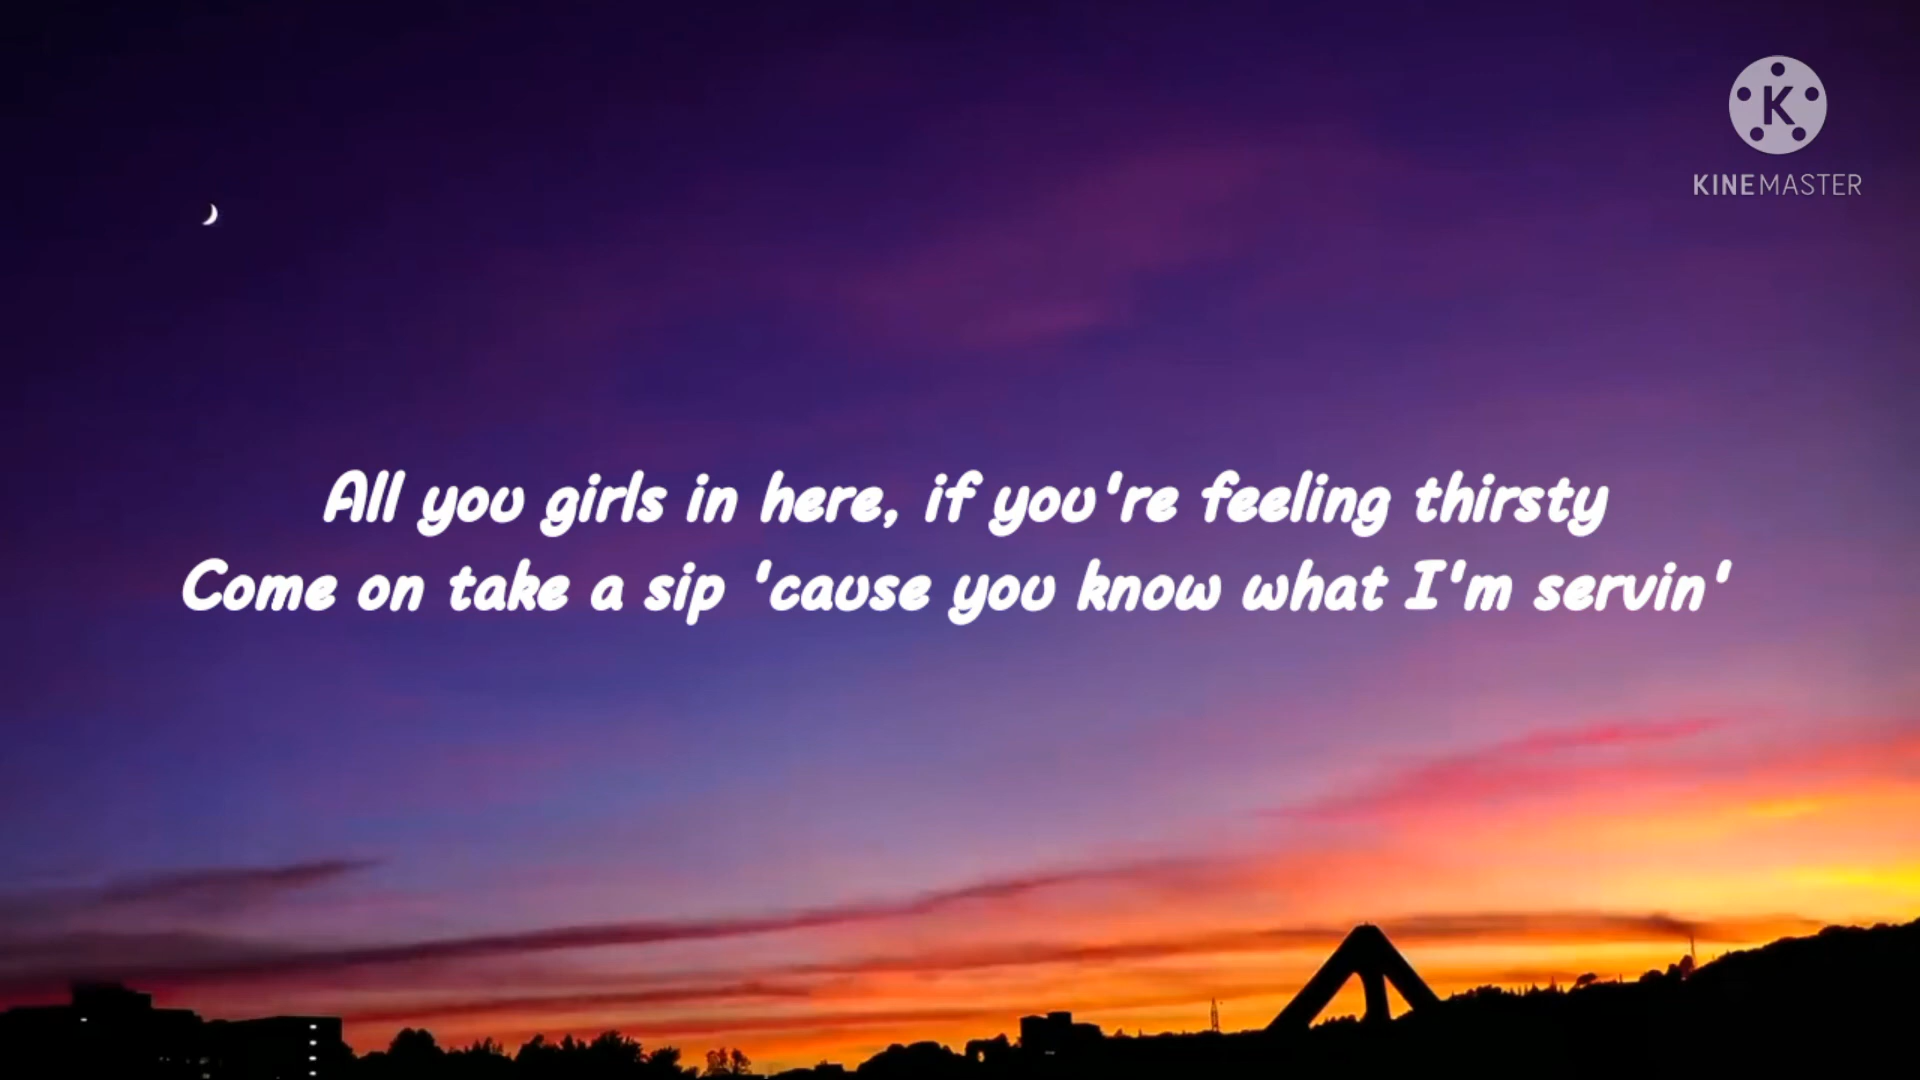 K
KINEMASTER
All you girls in here, if you're feeling thirsty
Come on take a sip 'cause you know what I'm servin'